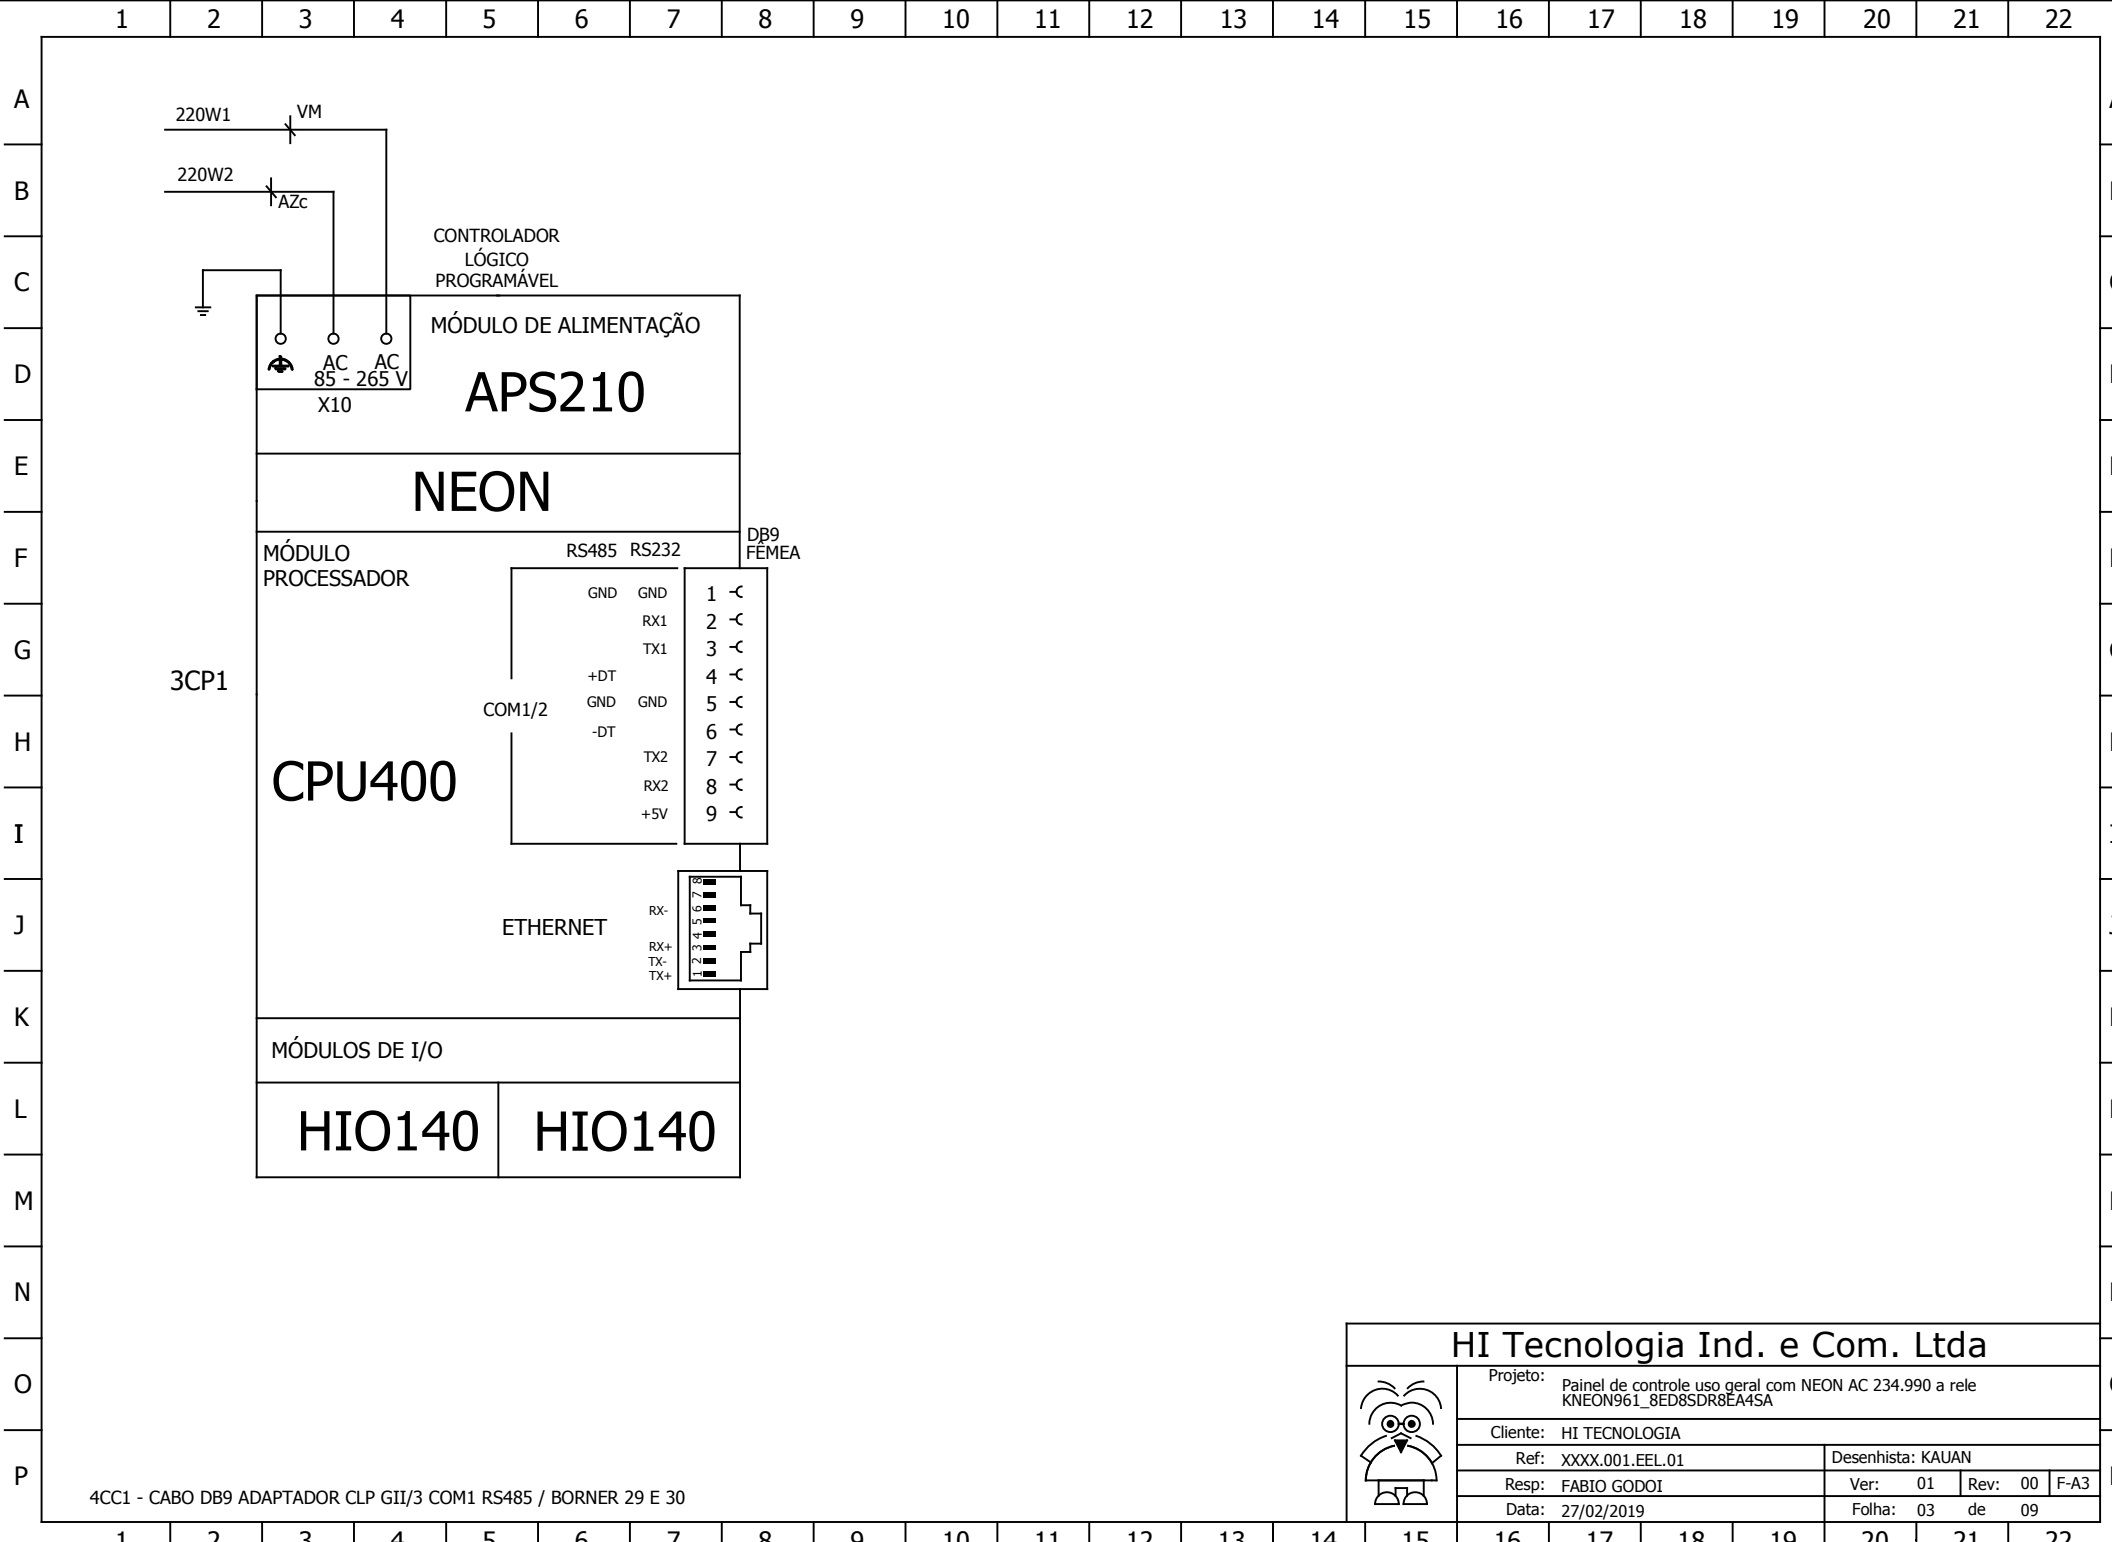 1 2 3 4 5 6 7 8 9 10 11 12 13 14 15 16 17 18 19 20 21 22
A
B
C
D
E
F
G
H
I
J
K
L
M
N
O
P
220W1
VM
220W2
AZc
CONTROLADOR
LÓGICO
PROGRAMÁVEL
MÓDULO DE ALIMENTAÇÃO
APS210
AC AC
85 - 265 V
X10
NEON
MÓDULO
PROCESSADOR
RS485 RS232
DB9
FÊMEA
GND GND 1
RX1 2
TX1 3
+DT 4
GND GND 5
-DT 6
TX2 7
RX2 8
+5V 9
COM1/2
3CP1
CPU400
ETHERNET
RX-
RX+
TX-
TX+
1 2 3 4 5 6 7 8
MÓDULOS DE I/O
HIO140 HIO140
4CC1 - CABO DB9 ADAPTADOR CLP GII/3 COM1 RS485 / BORNER 29 E 30
HI Tecnologia Ind. e Com. Ltda
Projeto: Painel de controle uso geral com NEON AC 234.990 a rele
KNEON961_8ED8SDR8EA4SA
Cliente: HI TECNOLOGIA
Ref: XXXX.001.EEL.01 Desenhista: KAUAN
Resp: FABIO GODOI Ver: 01 Rev: 00 F-A3
Data: 27/02/2019 Folha: 03 de 09
1 2 3 4 5 6 7 8 9 10 11 12 13 14 15 16 17 18 19 20 21 22